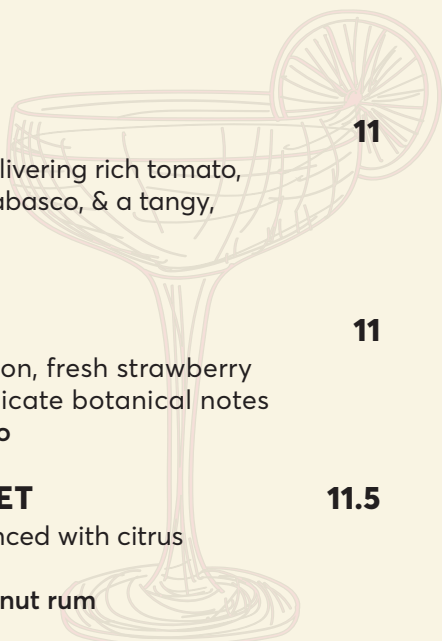 11
livering rich tomato,
abasco, & a tangy,
11
on, fresh strawberry
icate botanical notes
o
ET 11.5
nced with citrus
nut rum